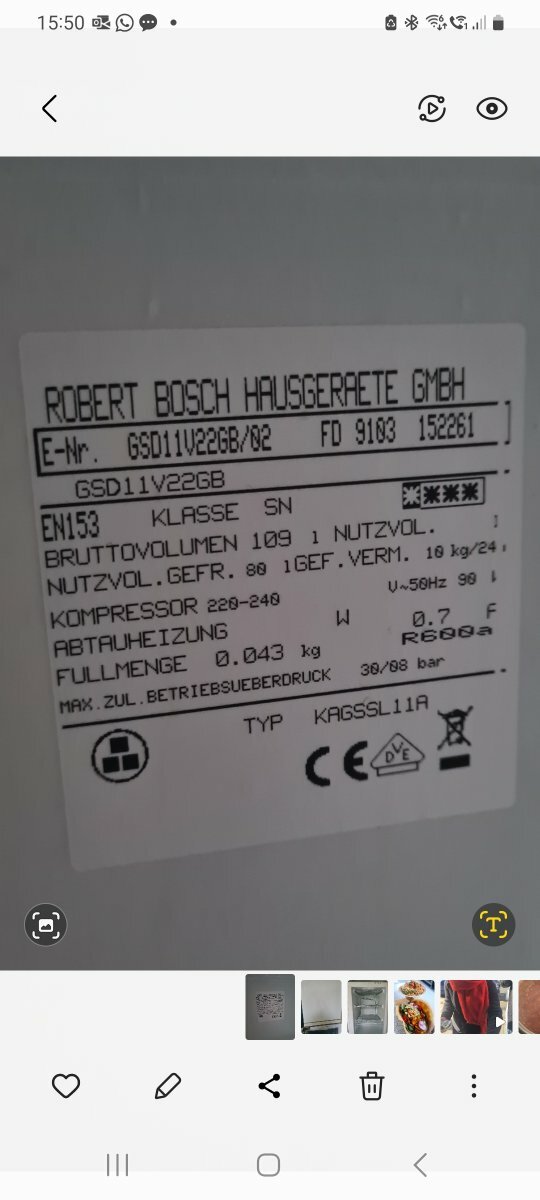 15:50
ROBERT BOSCH HAUSGERAETE GMBH
E-Nr. GSD11V22GB/02 FD 9103 152261
GSD11V22GB
EN153 KLASSE SN
BRUTTOVOLUMEN 109 l NUTZVOL.
NUTZVOL.GEFR. 80 lGEF.VERM. 10 kg/24
KOMPRESSOR 220-240 V~50Hz 90
ABTAUHEIZUNG W 0.7
FULLMENGE 0.043 kg R600a
MAX.ZUL.BETRIEBSUEBERDRUCK 30/08 bar
TYP KAGSSL11A
CE DVE
T